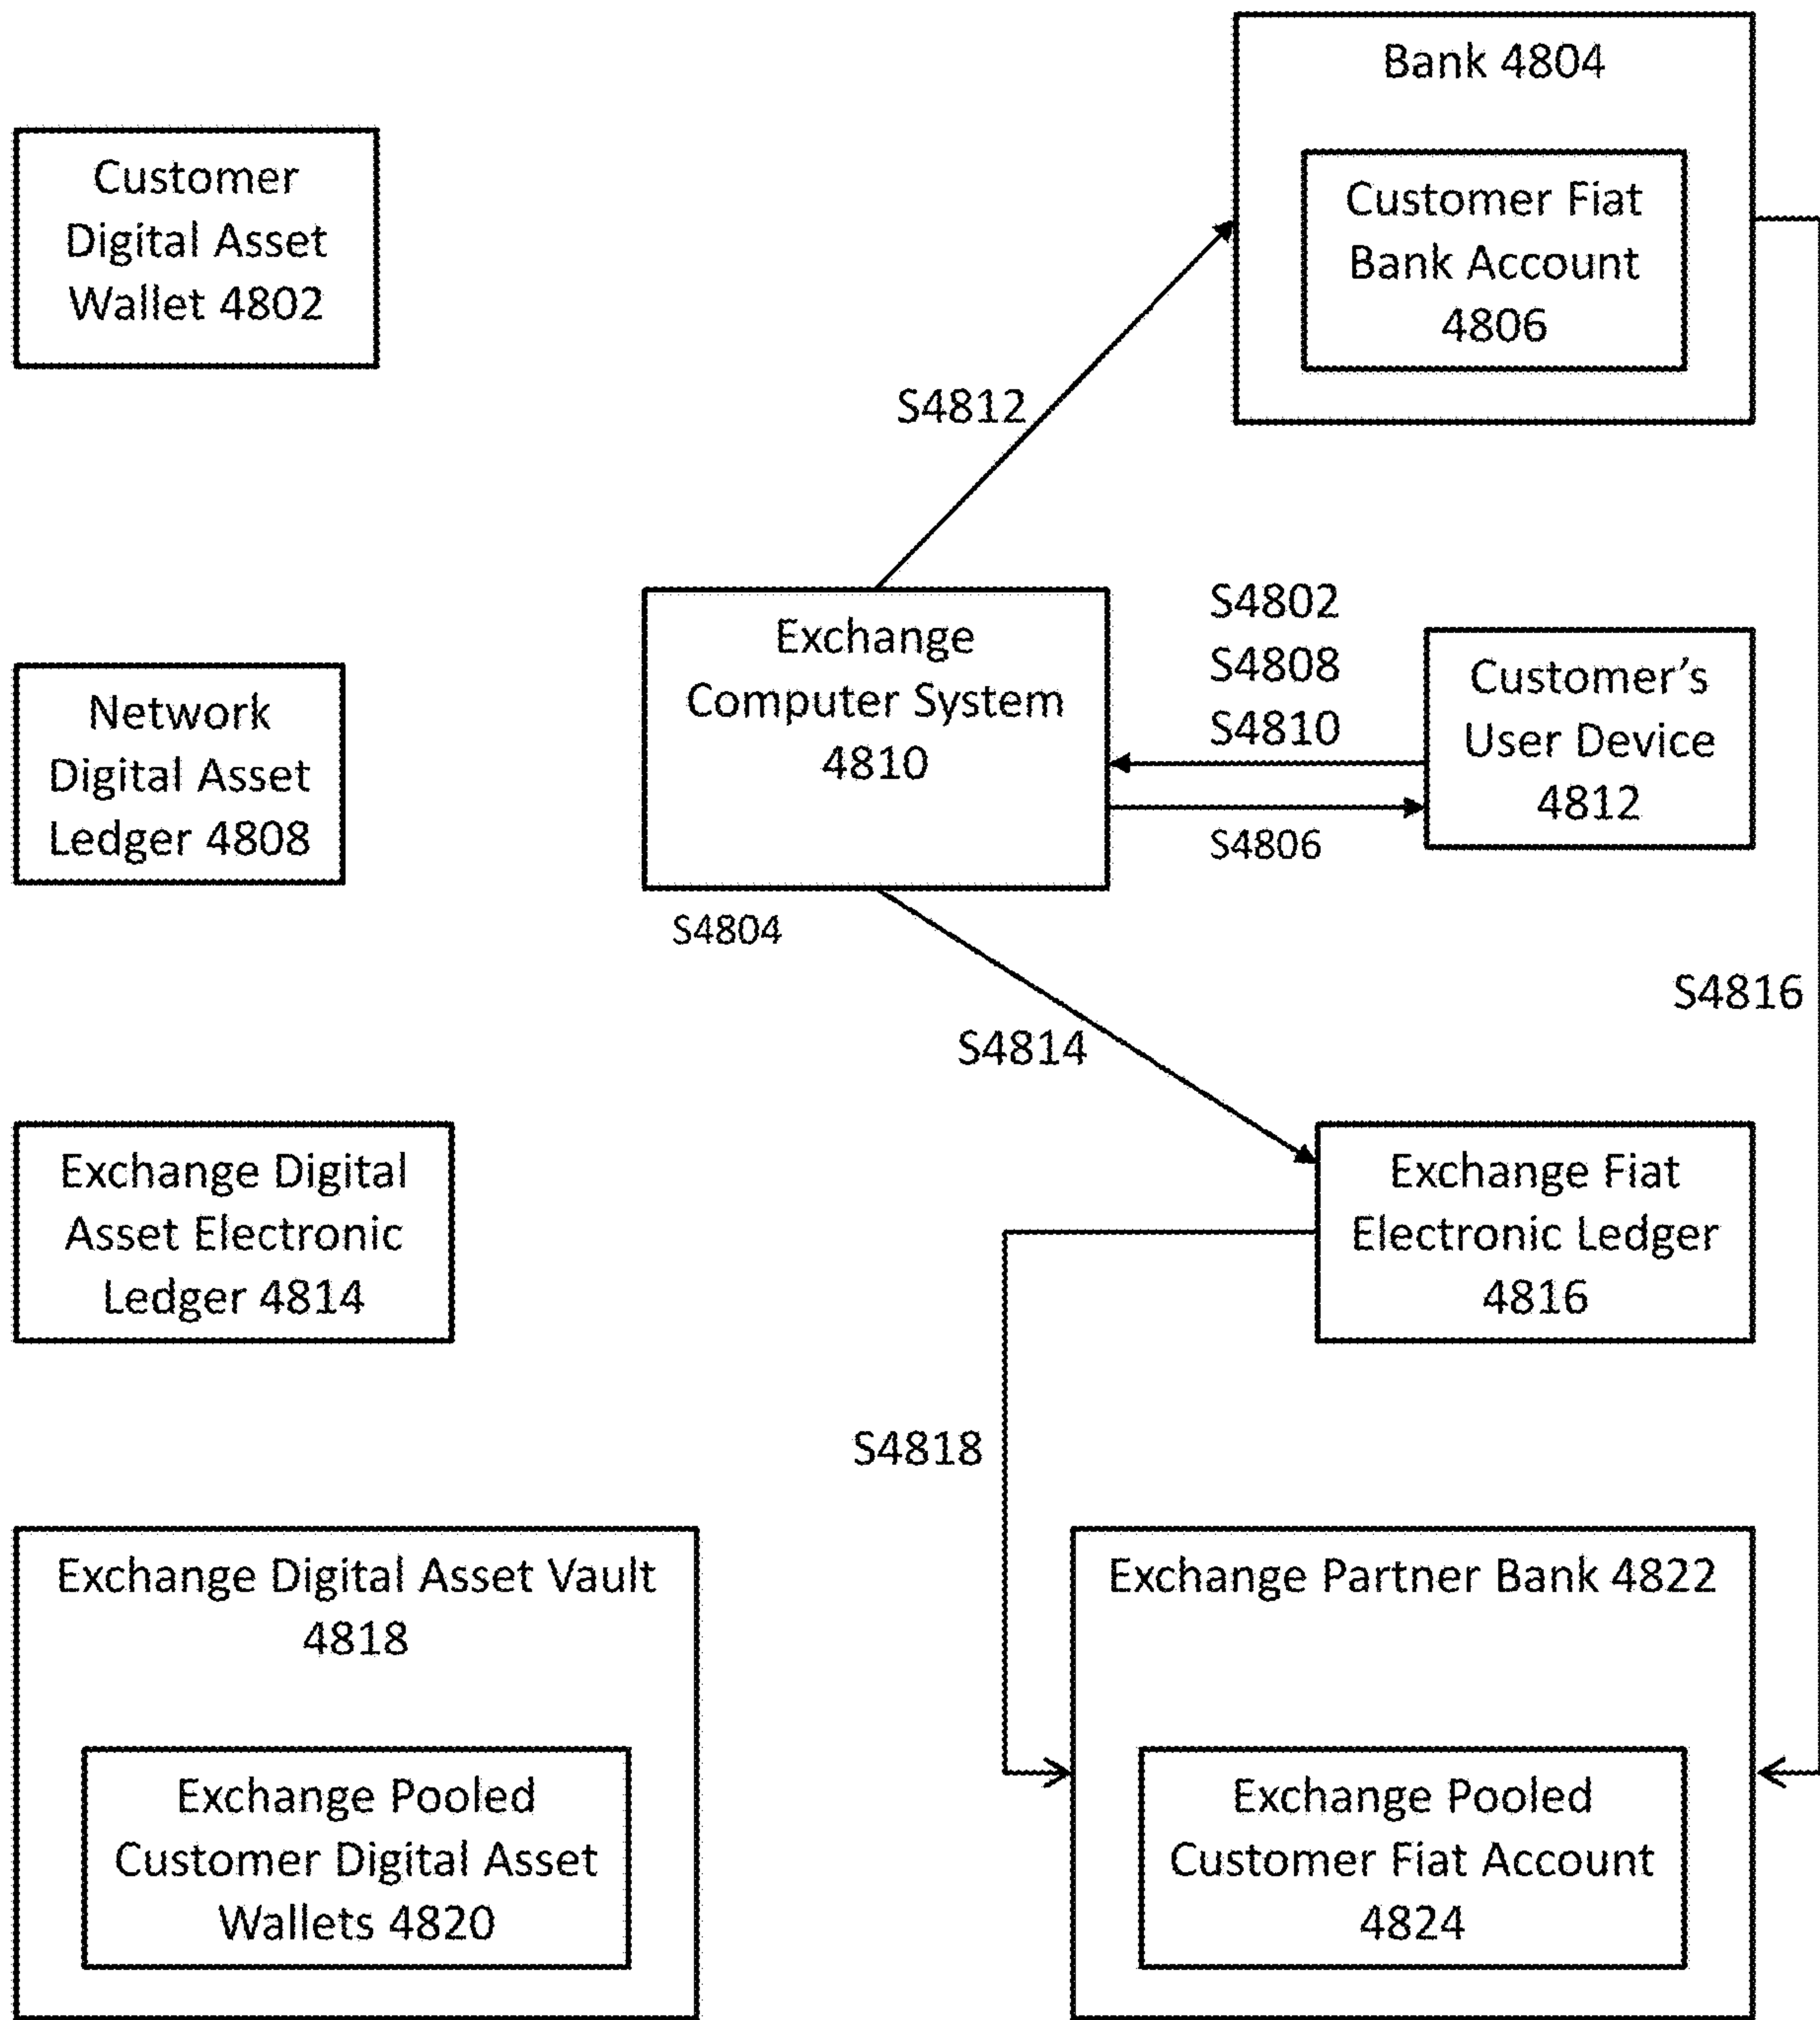 Bank 4804
Customer
Digital Asset
Wallet 4802
Customer Fiat
Bank Account
4806
S4812
Exchange
Computer System
4810
S4802
S4808
S4810
S4806
Customer’s
User Device
4812
Network
Digital Asset
Ledger 4808
S4804
S4816
S4814
Exchange Digital
Asset Electronic
Ledger 4814
Exchange Fiat
Electronic Ledger
4816
S4818
Exchange Digital Asset Vault
4818
Exchange Pooled
Customer Digital Asset
Wallets 4820
Exchange Partner Bank 4822
Exchange Pooled
Customer Fiat Account
4824